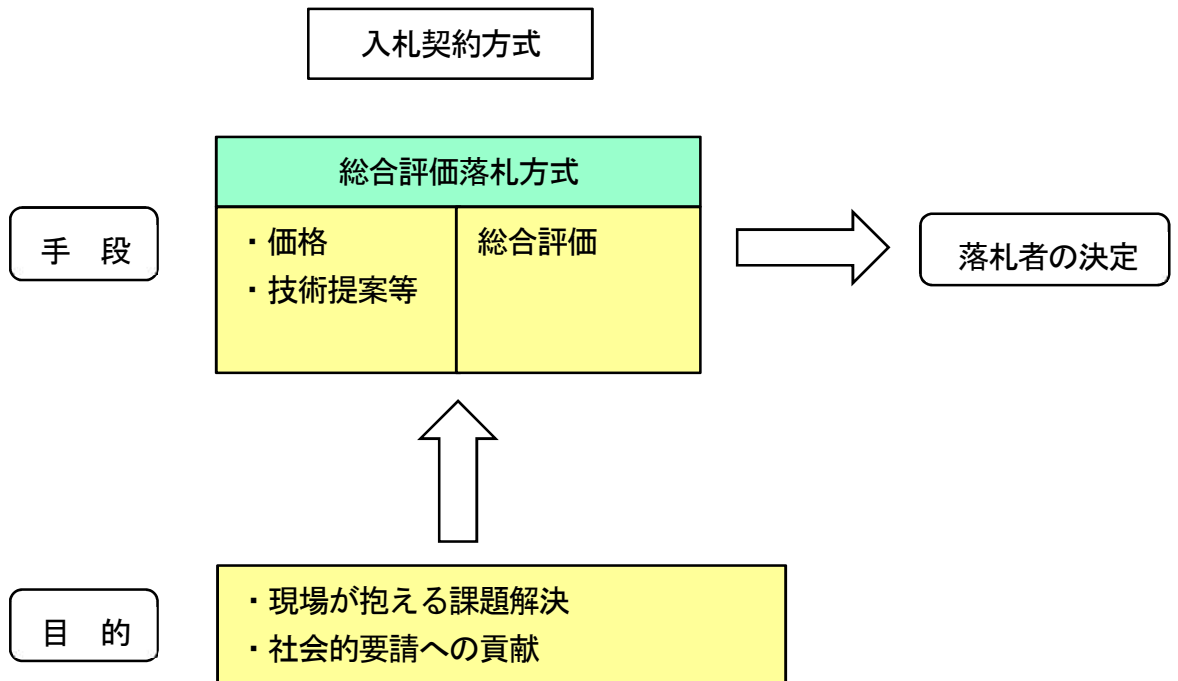 入札契約方式
総合評価落札方式
手　段
・価格
・技術提案等
総合評価
落札者の決定
目　的
・現場が抱える課題解決
・社会的要請への貢献